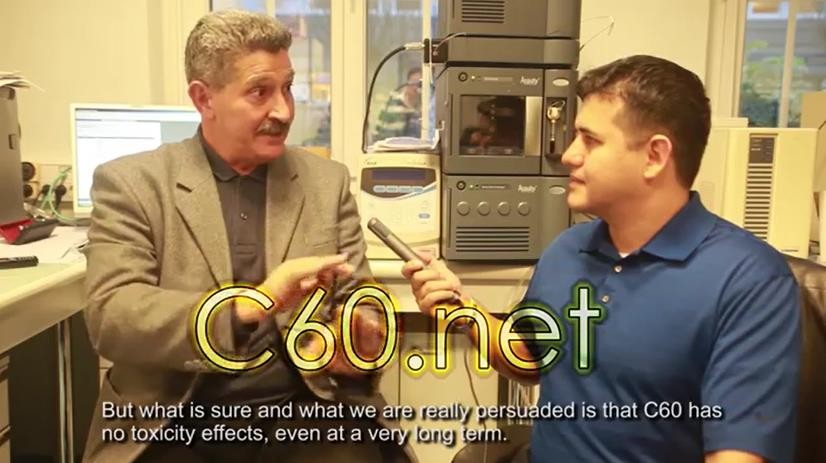 Acquity
Acquity
C60.net
But what is sure and what we are really persuaded is that C60 has
no toxicity effects, even at a very long term.